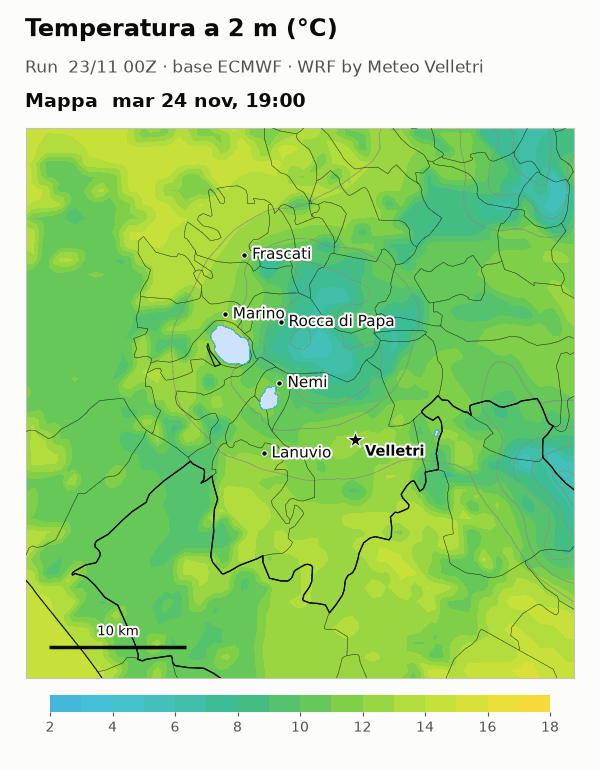 Temperatura a 2 m (°C)
Run  23/11 00Z · base ECMWF · WRF by Meteo Velletri
Mappa  mar 24 nov, 19:00
Frascati
Marino
Rocca di Papa
Nemi
Velletri
Lanuvio
10 km
2 4 6 8 10 12 14 16 18